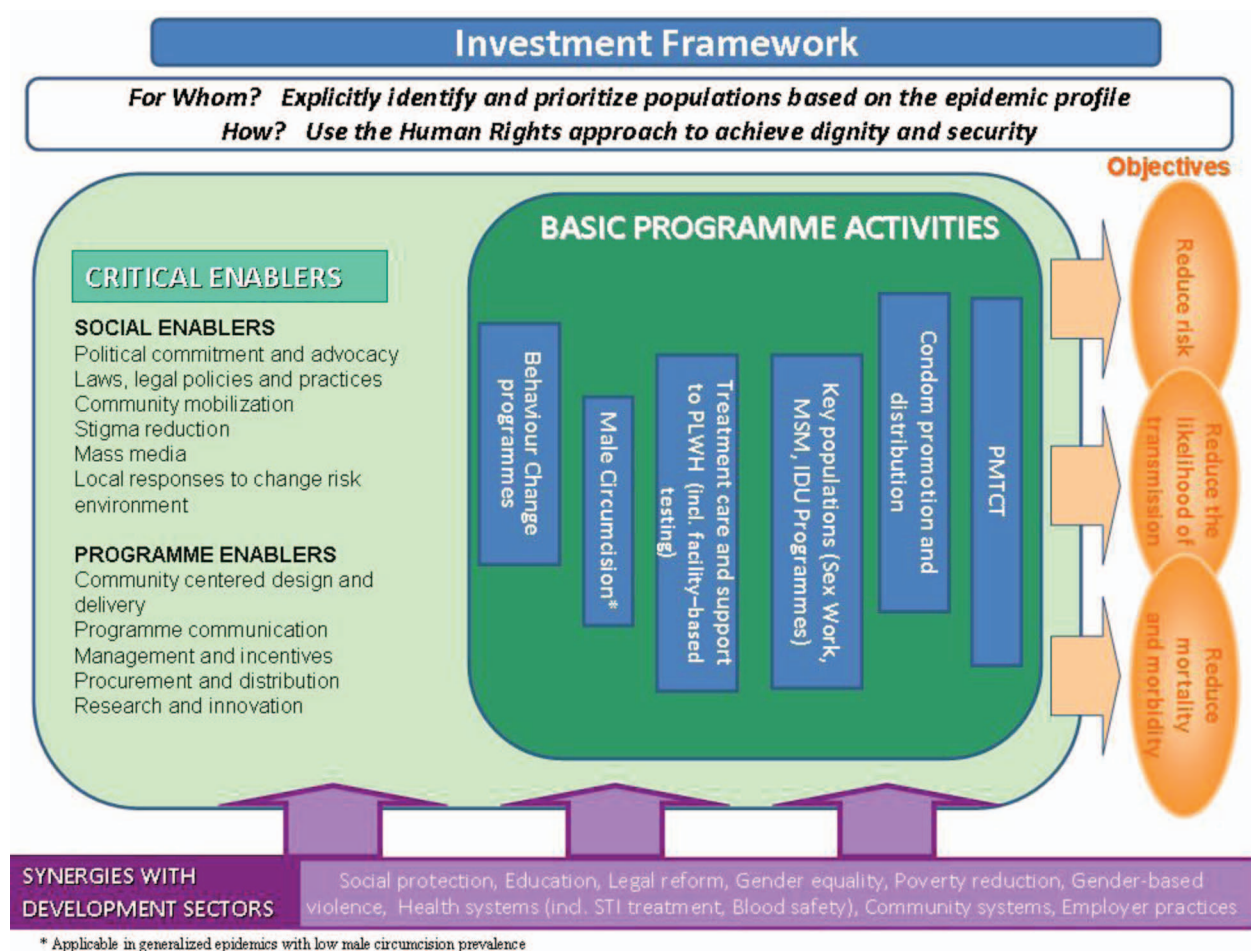 Investment Framework
For Whom?   Explicitly identify and prioritize populations based on the epidemic profile
How?   Use the Human Rights approach to achieve dignity and security
Objectives
BASIC PROGRAMME ACTIVITIES
CRITICAL ENABLERS
SOCIAL ENABLERS
Political commitment and advocacy
Laws, legal policies and practices
Community mobilization
Stigma reduction
Mass media
Local responses to change risk
environment
PROGRAMME ENABLERS
Community centered design and
delivery
Programme communication
Management and incentives
Procurement and distribution
Research and innovation
Behaviour Change
programmes
Male Circumcision*
Treatment care and support
to PLWH (incl. facility–based
testing)
Key populations (Sex Work,
MSM, IDU Programmes)
Condom promotion and
distribution
PMTCT
Reduce risk
Reduce the
likelihood of
transmission
Reduce
mortality
and morbidity
SYNERGIES WITH
DEVELOPMENT SECTORS
Social protection, Education, Legal reform, Gender equality, Poverty reduction, Gender-based
violence, Health systems (incl. STI treatment, Blood safety), Community systems, Employer practices
* Applicable in generalized epidemics with low male circumcision prevalence